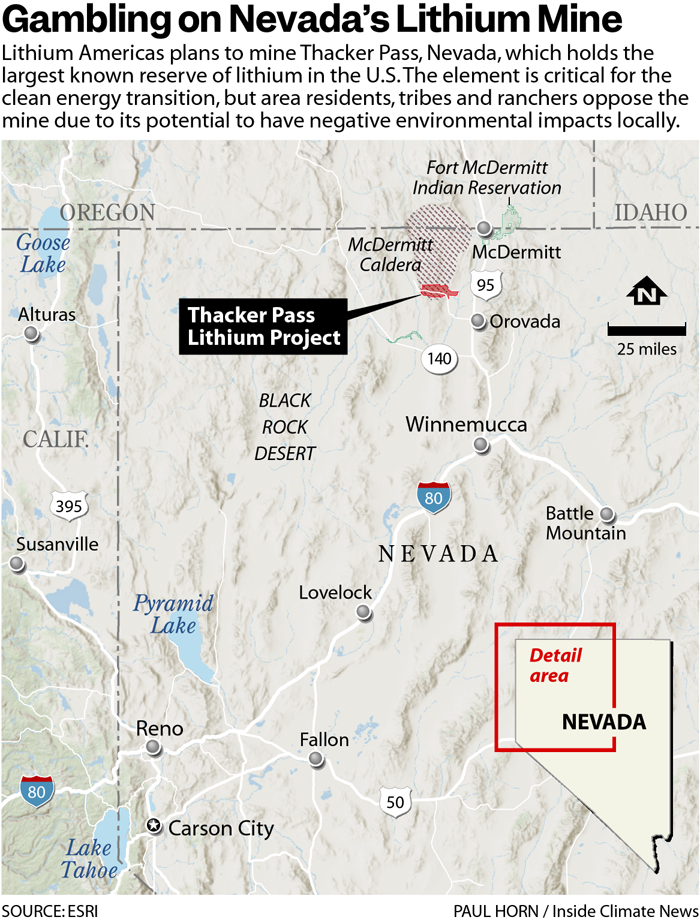 Gambling on Nevada's Lithium Mine
Lithium Americas plans to mine Thacker Pass, Nevada, which holds the
largest known reserve of lithium in the U.S. The element is critical for the
clean energy transition, but area residents, tribes and ranchers oppose the
mine due to its potential to have negative environmental impacts locally.
Fort McDermitt
Indian Reservation
OREGON
IDAHO
Goose
Lake
McDermitt
Caldera
McDermitt
95
N
Alturas
Thacker Pass
Lithium Project
Orovada
25 miles
140
BLACK
ROCK
DESERT
Winnemucca
CALIF.
395
80
Battle
Mountain
Susanville
NEVADA
Lovelock
Pyramid
Lake
Detail
area
NEVADA
Reno
Fallon
80
50
Carson City
Lake
Tahoe
SOURCE: ESRI
PAUL HORN / Inside Climate News